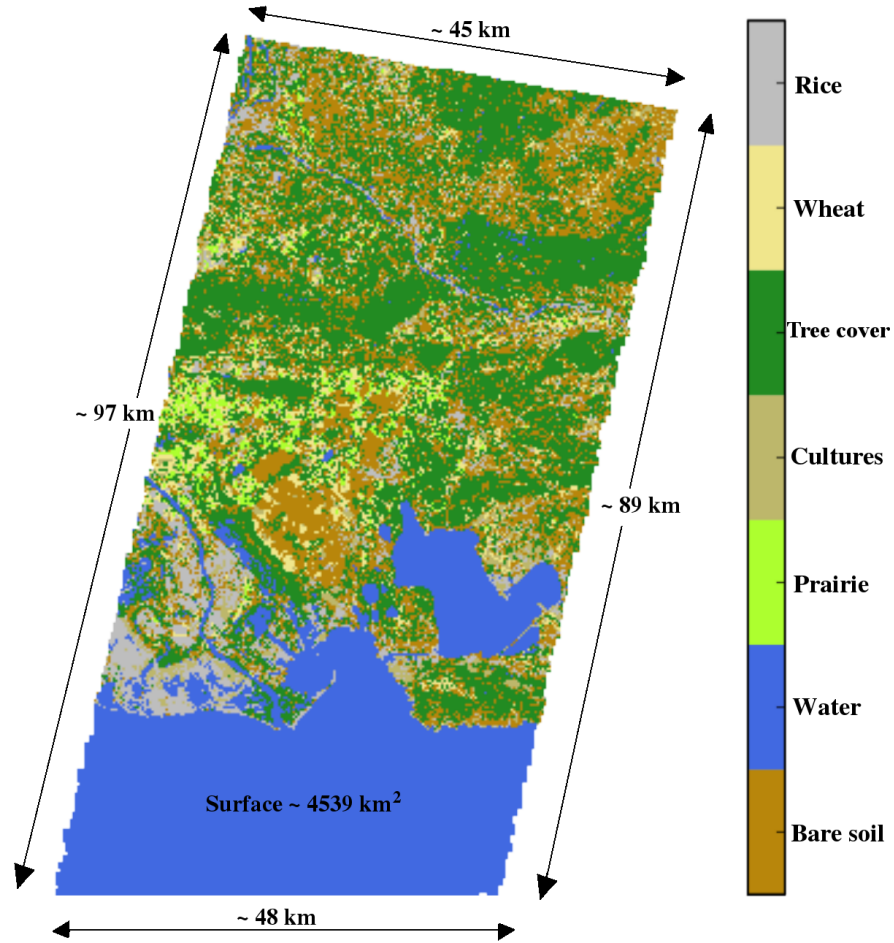 ~ 45 km
Rice
Wheat
Tree cover
~ 97 km
Cultures
~ 89 km
Prairie
Water
Surface ~ 4539 km²
Bare soil
~ 48 km